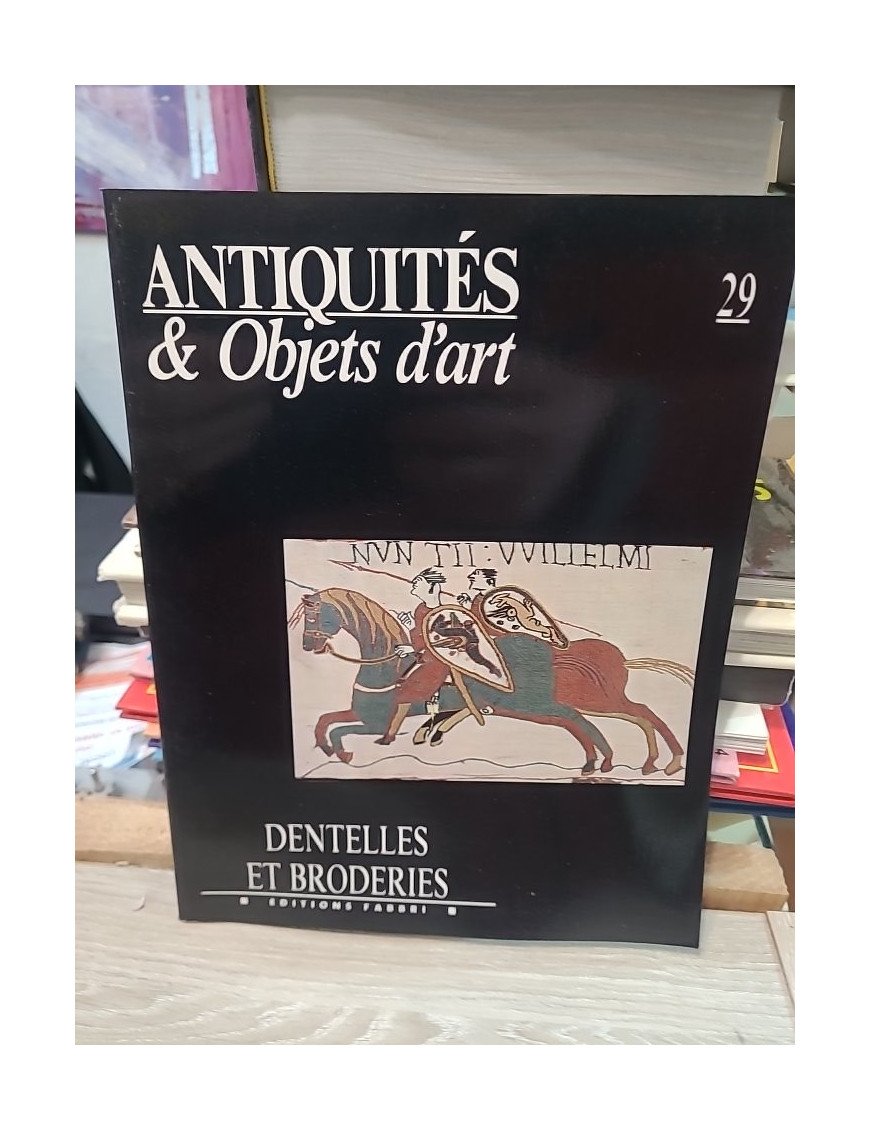 ANTIQUITÉS
& Objets d'art
29
NVN TII : VVILLELMI
DENTELLES
ET BRODERIES
EDITIONS FABBRI